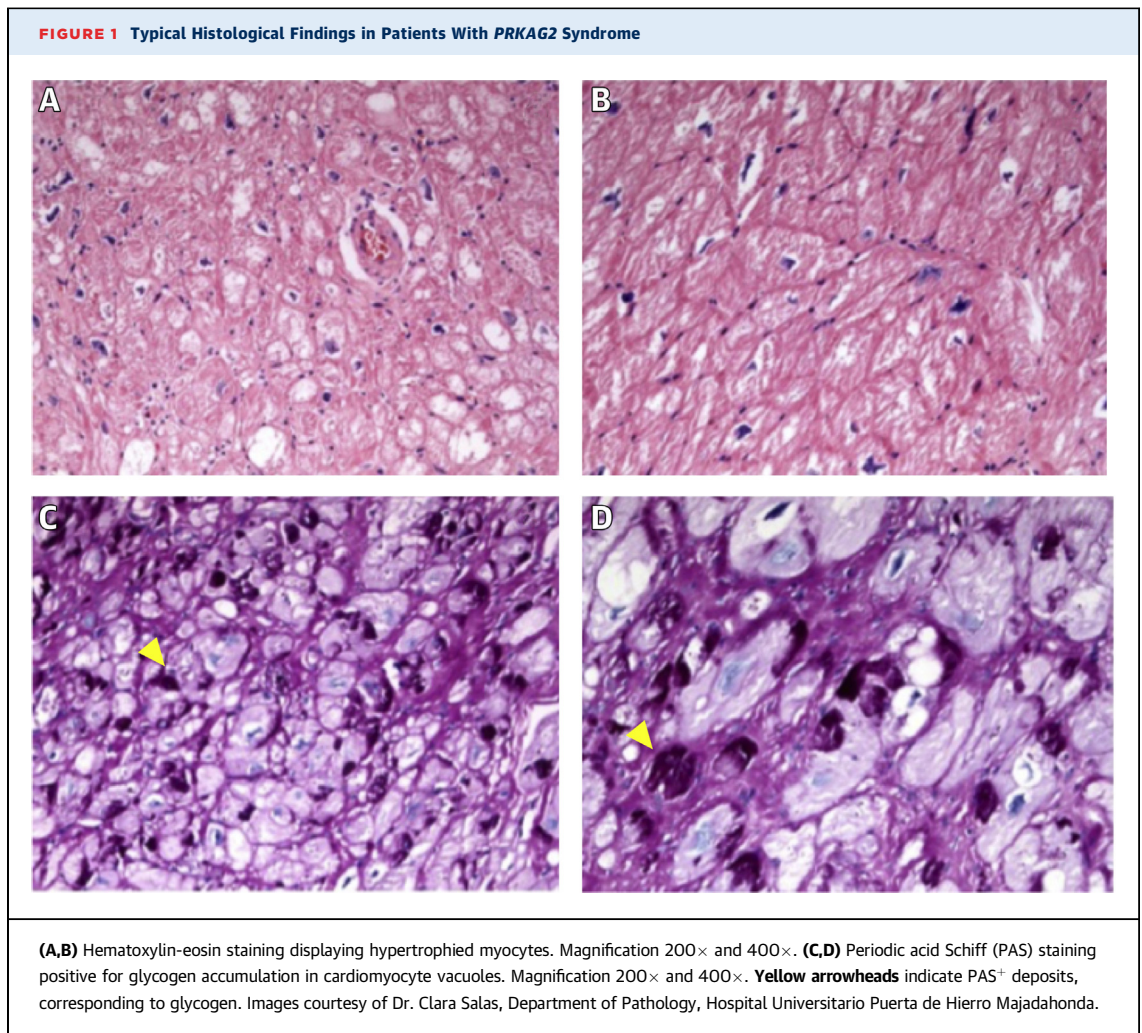 FIGURE 1 Typical Histological Findings in Patients With PRKAG2 Syndrome
A
B
C
D
(A,B) Hematoxylin-eosin staining displaying hypertrophied myocytes. Magnification 200× and 400×. (C,D) Periodic acid Schiff (PAS) staining
positive for glycogen accumulation in cardiomyocyte vacuoles. Magnification 200× and 400×. Yellow arrowheads indicate PAS+ deposits,
corresponding to glycogen. Images courtesy of Dr. Clara Salas, Department of Pathology, Hospital Universitario Puerta de Hierro Majadahonda.